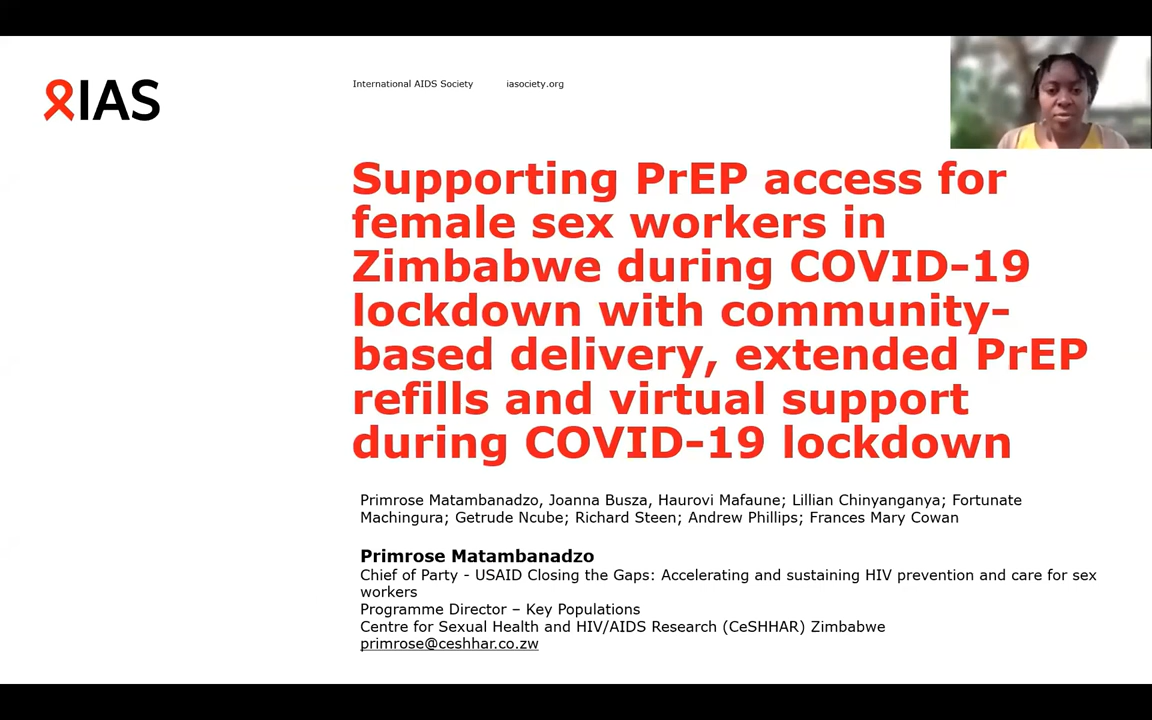 IAS
International AIDS Society iasociety.org
Supporting PrEP access for
female sex workers in
Zimbabwe during COVID-19
lockdown with community-
based delivery, extended PrEP
refills and virtual support
during COVID-19 lockdown
Primrose Matambanadzo, Joanna Busza, Haurovi Mafaune; Lillian Chinyanganya; Fortunate
Machingura; Getrude Ncube; Richard Steen; Andrew Phillips; Frances Mary Cowan
Primrose Matambanadzo
Chief of Party - USAID Closing the Gaps: Accelerating and sustaining HIV prevention and care for sex
workers
Programme Director – Key Populations
Centre for Sexual Health and HIV/AIDS Research (CeSHHAR) Zimbabwe
primrose@ceshhar.co.zw